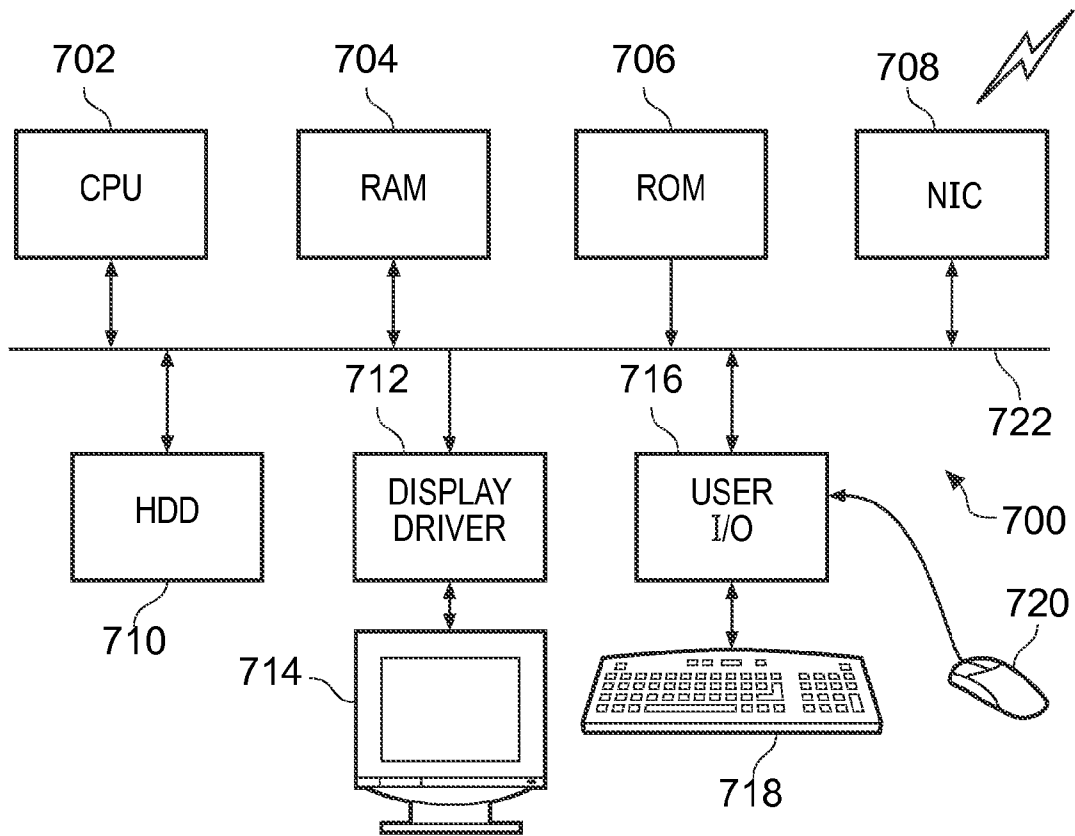 702
704
706
708
CPU
RAM
ROM
NIC
712
716
722
HDD
DISPLAY
DRIVER
USER
I/O
700
710
714
720
718